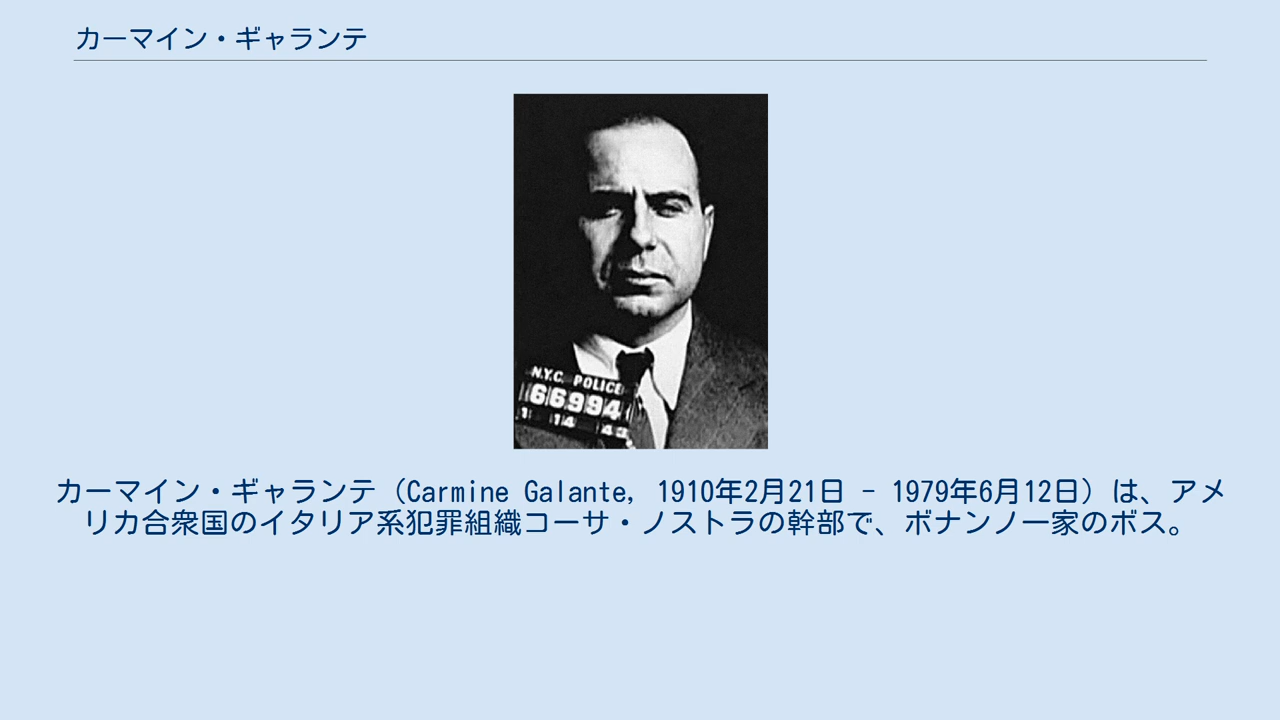 カーマイン・ギャランテ
N.Y.C. POLICE
66994
1 14 43
カーマイン・ギャランテ（Carmine Galante, 1910年2月21日 - 1979年6月12日）は、アメ
リカ合衆国のイタリア系犯罪組織コーサ・ノストラの幹部で、ボナンノ一家のボス。